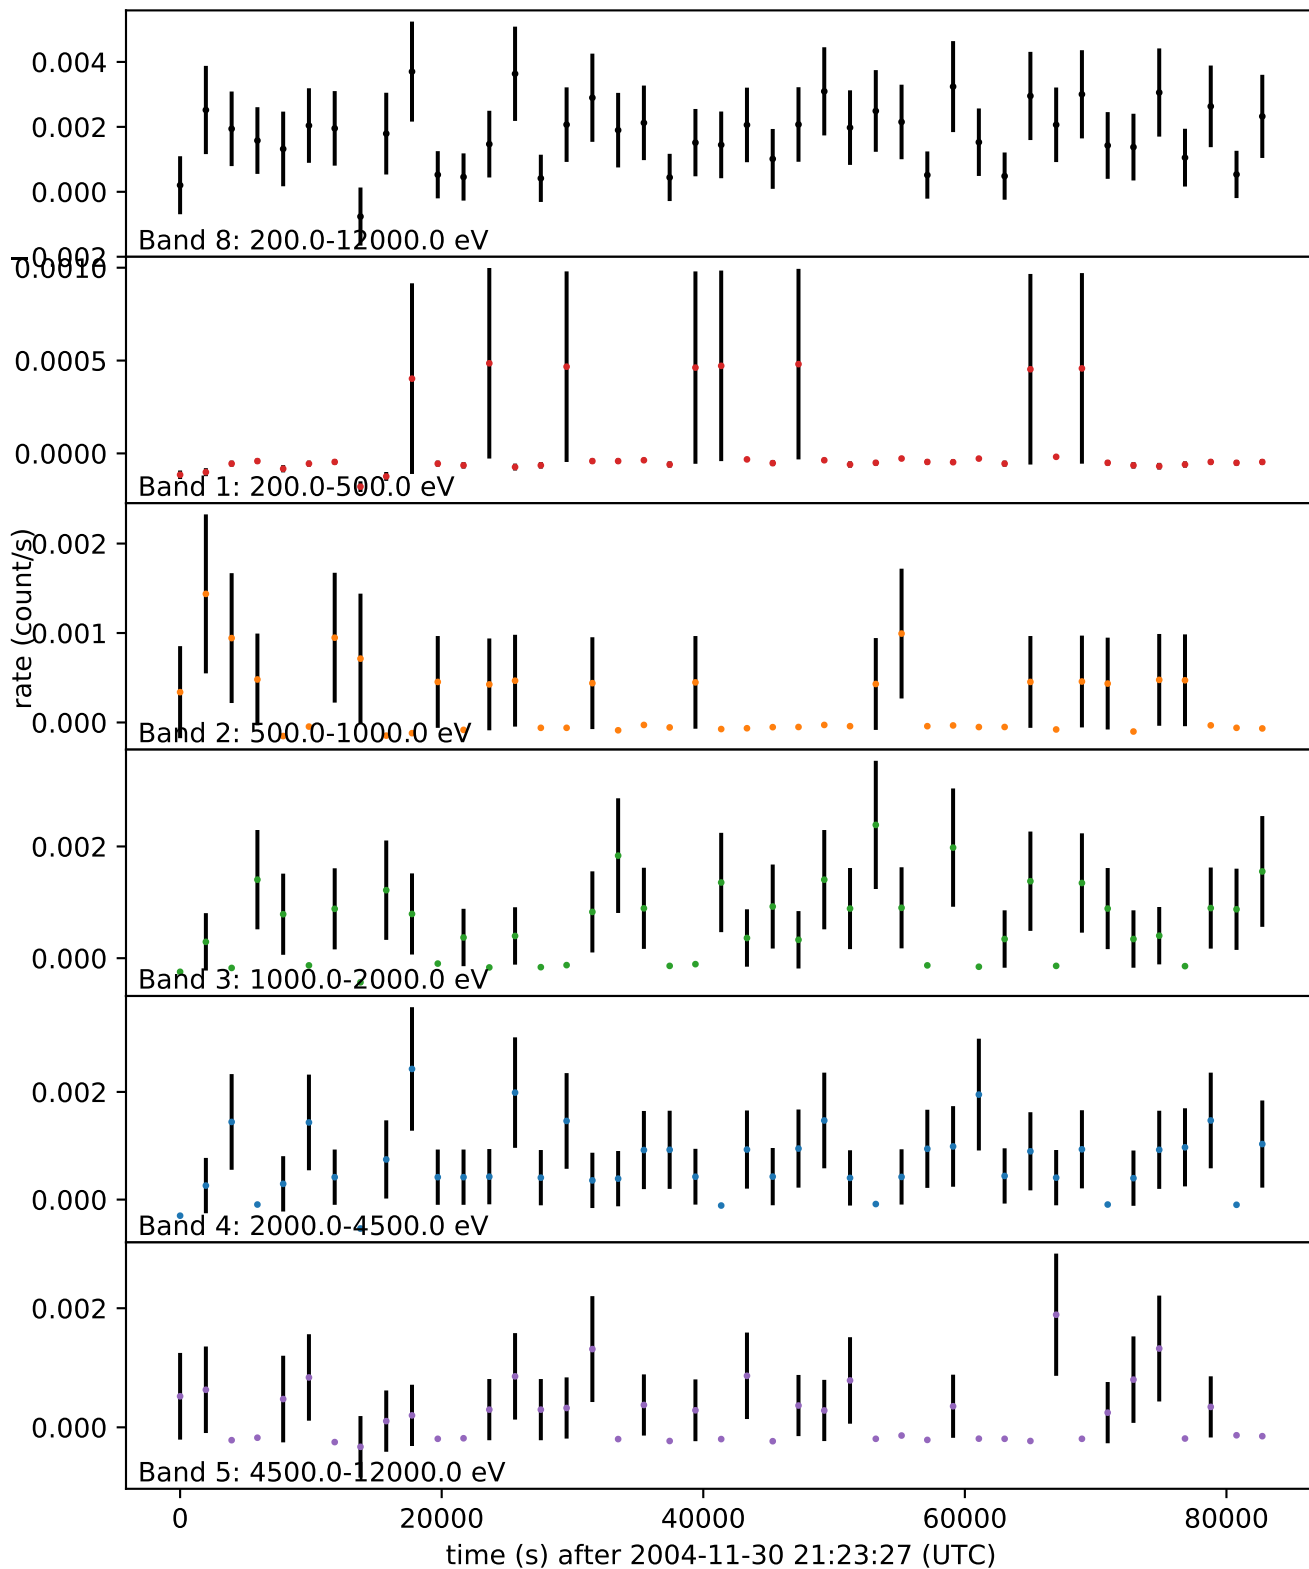 0.004
0.002
0.000
−0.002
Band 8: 200.0-12000.0 eV
0.0010
0.0005
0.0000
Band 1: 200.0-500.0 eV
rate (count/s)
0.002
0.001
0.000
Band 2: 500.0-1000.0 eV
0.002
0.000
Band 3: 1000.0-2000.0 eV
0.002
0.000
Band 4: 2000.0-4500.0 eV
0.002
0.000
Band 5: 4500.0-12000.0 eV
0 20000 40000 60000 80000
time (s) after 2004-11-30 21:23:27 (UTC)